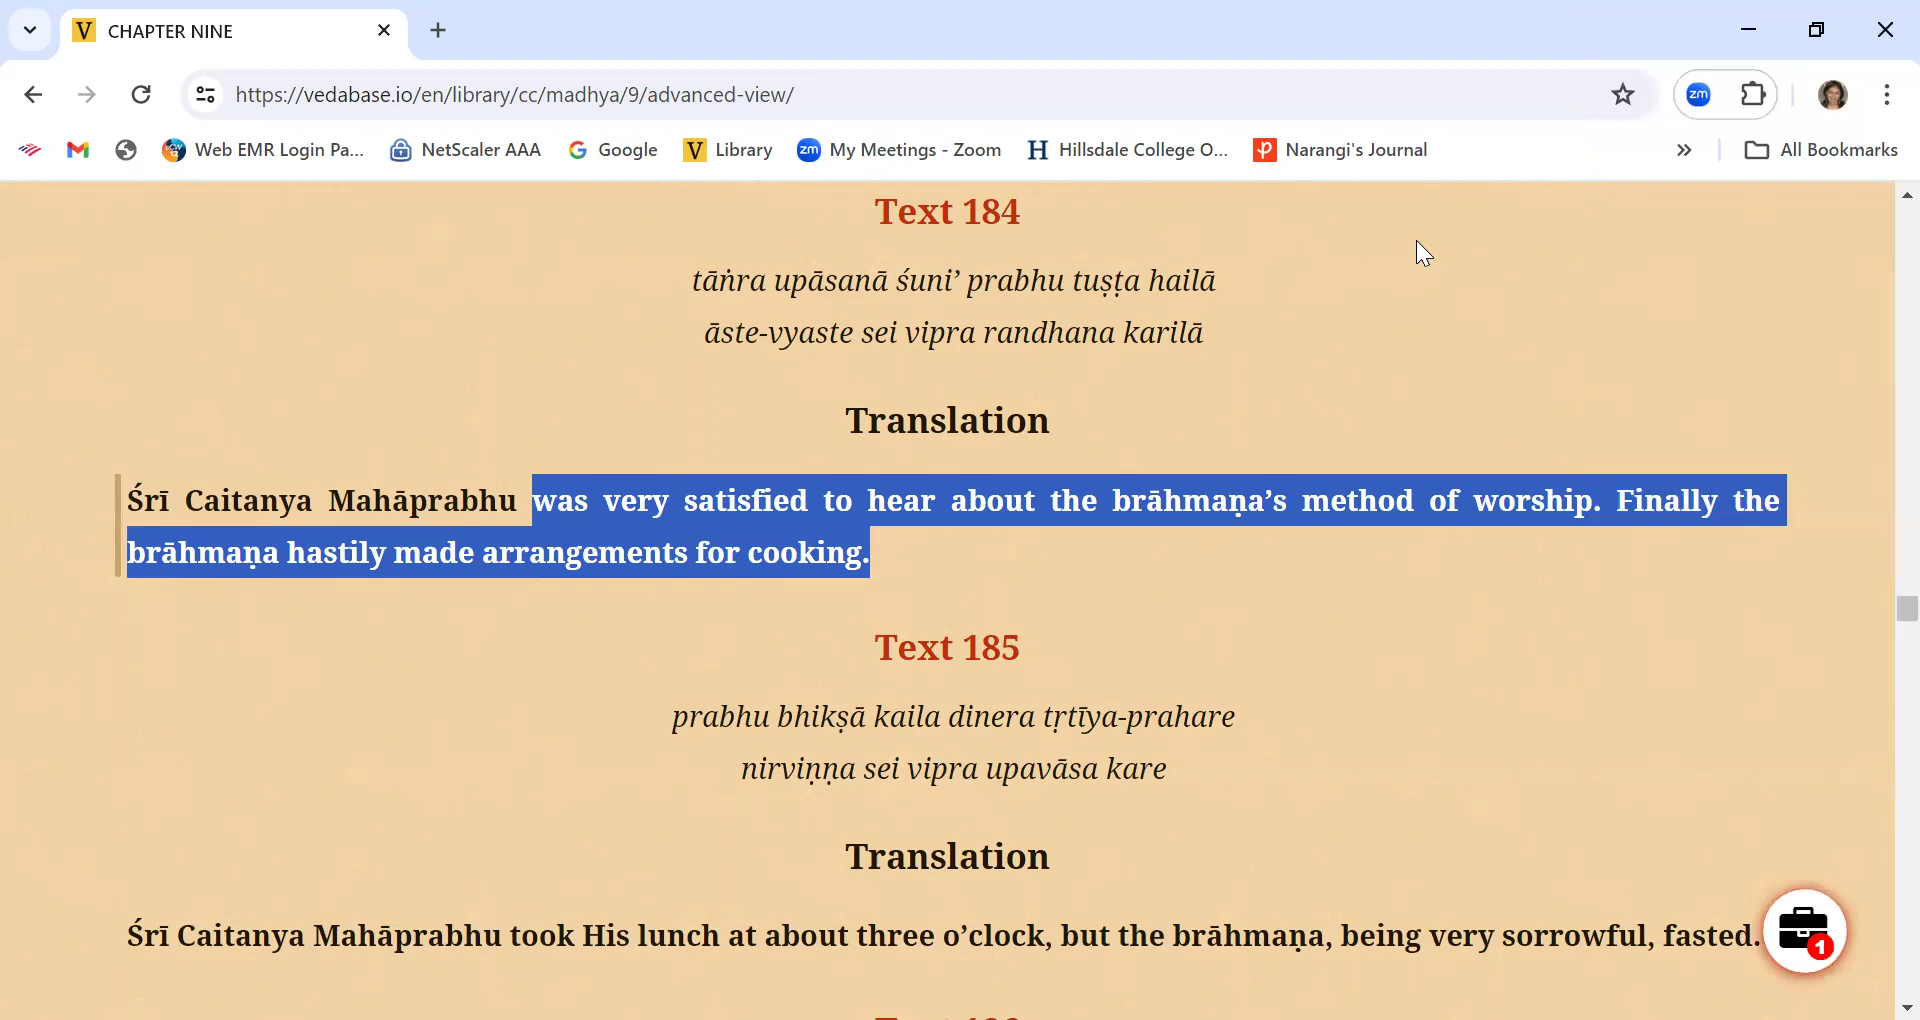 CHAPTER NINE
https://vedabase.io/en/library/cc/madhya/9/advanced-view/
zm
Web EMR Login Pa...
NetScaler AAA
Google
Library
My Meetings - Zoom
Hillsdale College O...
Narangi's Journal
All Bookmarks
Text 184
tāṅra upāsanā śuni’ prabhu tuṣṭa hailā
āste-vyaste sei vipra randhana karilā
Translation
Śrī Caitanya Mahāprabhu was very satisfied to hear about the brāhmaṇa’s method of worship. Finally the
brāhmaṇa hastily made arrangements for cooking.
Text 185
prabhu bhikṣā kaila dinera tṛtīya-prahare
nirviṇṇa sei vipra upavāsa kare
Translation
Śrī Caitanya Mahāprabhu took His lunch at about three o’clock, but the brāhmaṇa, being very sorrowful, fasted.
1